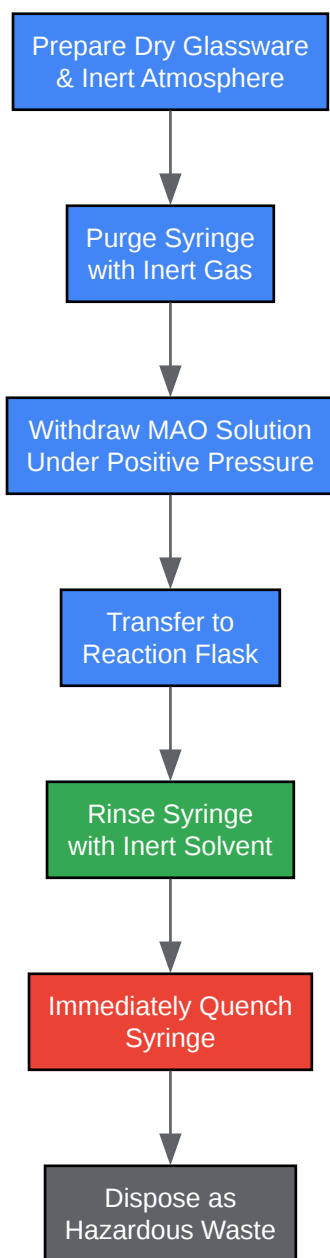 Prepare Dry Glassware
& Inert Atmosphere
Purge Syringe
with Inert Gas
Withdraw MAO Solution
Under Positive Pressure
Transfer to
Reaction Flask
Rinse Syringe
with Inert Solvent
Immediately Quench
Syringe
Dispose as
Hazardous Waste